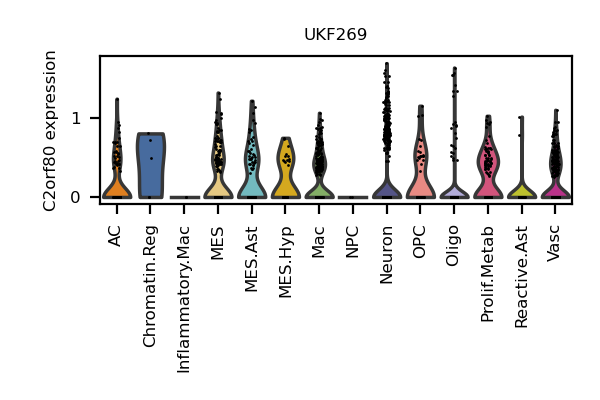 UKF269
C2orf80 expression
1
0
AC
Chromatin.Reg
Inflammatory.Mac
MES
MES.Ast
MES.Hyp
Mac
NPC
Neuron
OPC
Oligo
Prolif.Metab
Reactive.Ast
Vasc